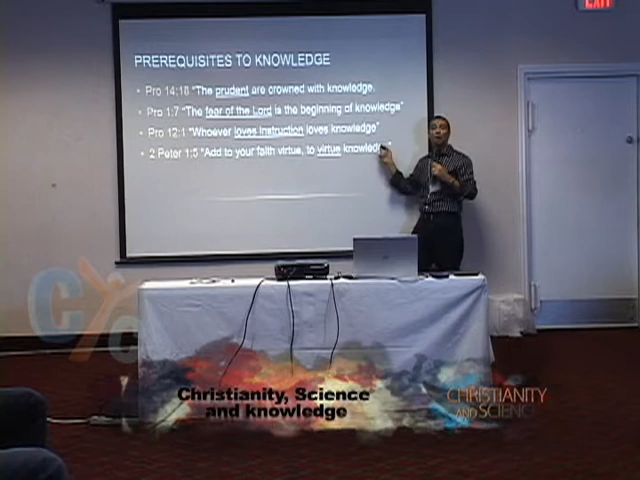 EXIT
PREREQUISITES TO KNOWLEDGE
• Pro 14:18 "The prudent are crowned with knowledge.
• Pro 1:7 "The fear of the Lord is the beginning of knowledge"
• Pro 12:1 "Whoever loves instruction loves knowledge"
• 2 Peter 1:5 "Add to your faith virtue, to virtue knowledge"
CYC
Christianity, Science
and knowledge
CHRISTIANITY
AND SCIENCE